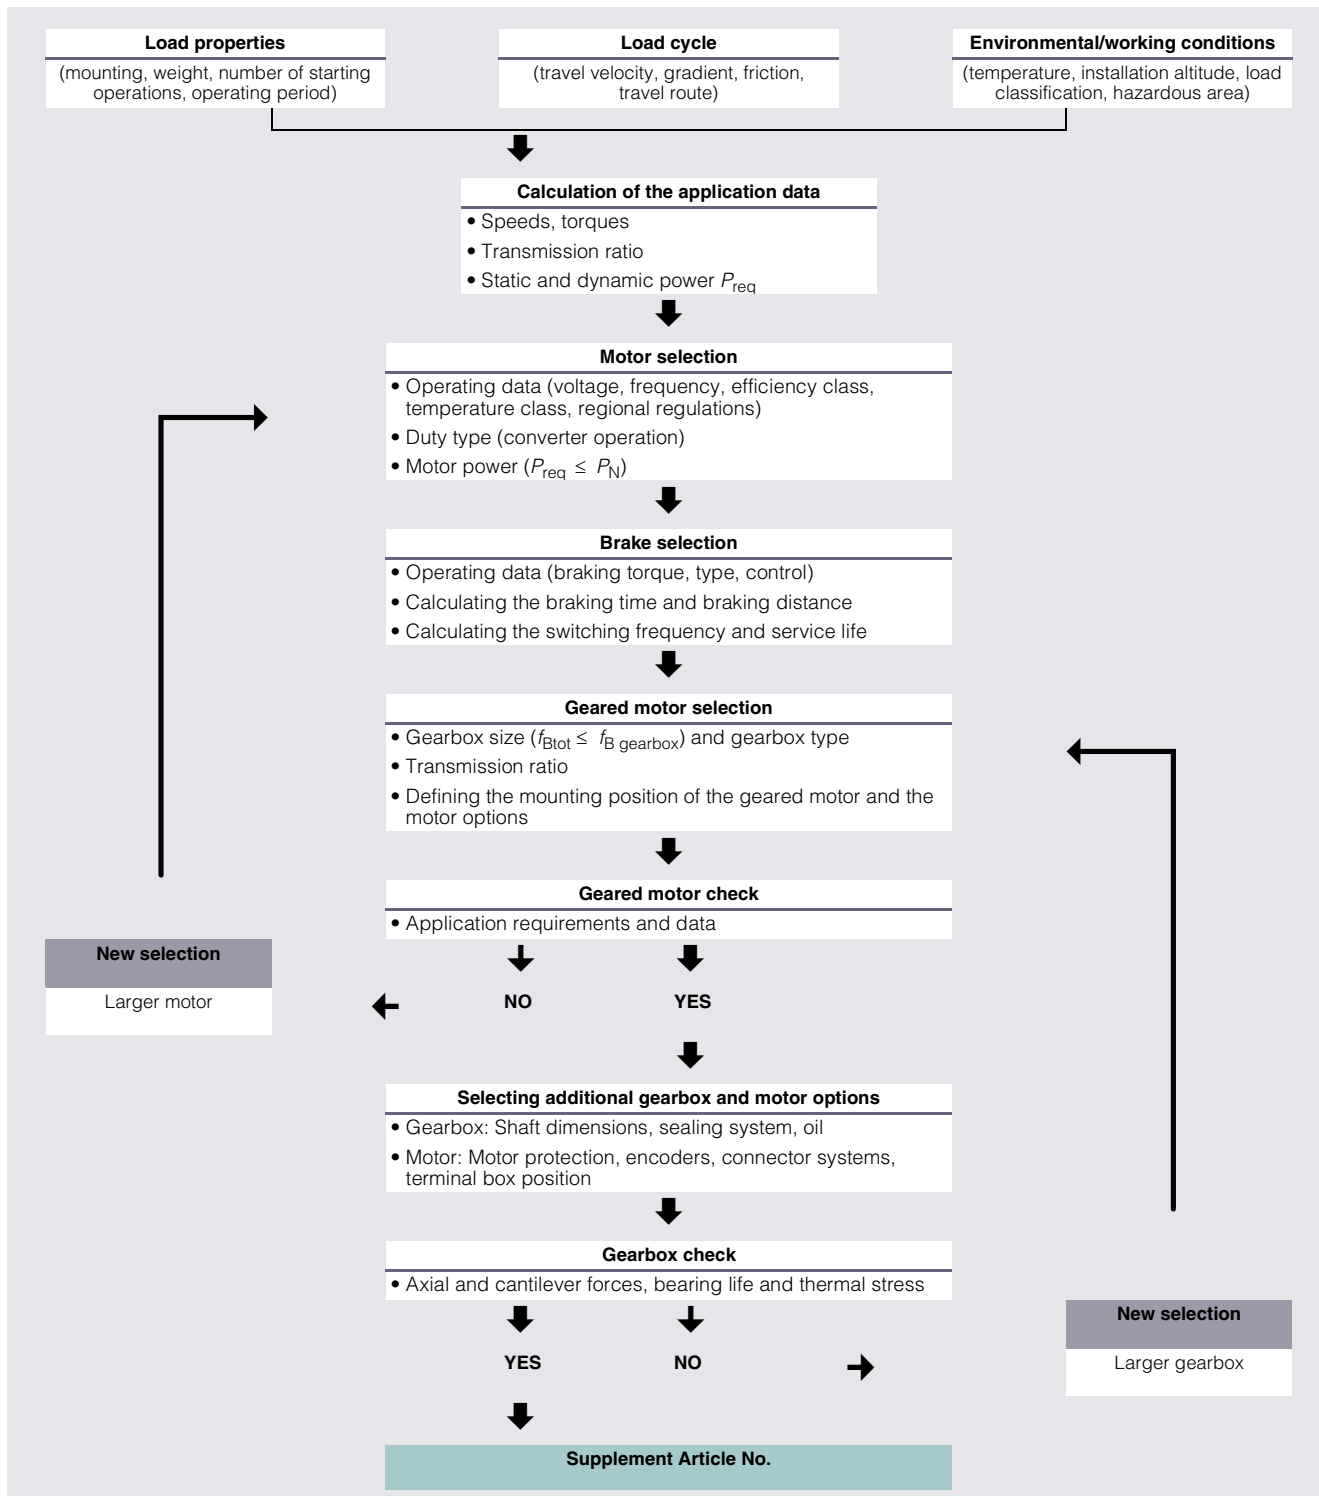 Load properties
(mounting, weight, number of starting
operations, operating period)
Load cycle
(travel velocity, gradient, friction,
travel route)
Environmental/working conditions
(temperature, installation altitude, load
classification, hazardous area)
Calculation of the application data
• Speeds, torques
• Transmission ratio
• Static and dynamic power Preq
Motor selection
• Operating data (voltage, frequency, efficiency class,
temperature class, regional regulations)
• Duty type (converter operation)
• Motor power (Preq ≤ PN)
Brake selection
• Operating data (braking torque, type, control)
• Calculating the braking time and braking distance
• Calculating the switching frequency and service life
Geared motor selection
• Gearbox size (fBtot ≤ fB gearbox) and gearbox type
• Transmission ratio
• Defining the mounting position of the geared motor and the
motor options
Geared motor check
• Application requirements and data
New selection
Larger motor
NO
YES
Selecting additional gearbox and motor options
• Gearbox: Shaft dimensions, sealing system, oil
• Motor: Motor protection, encoders, connector systems,
terminal box position
Gearbox check
• Axial and cantilever forces, bearing life and thermal stress
YES
NO
New selection
Larger gearbox
Supplement Article No.